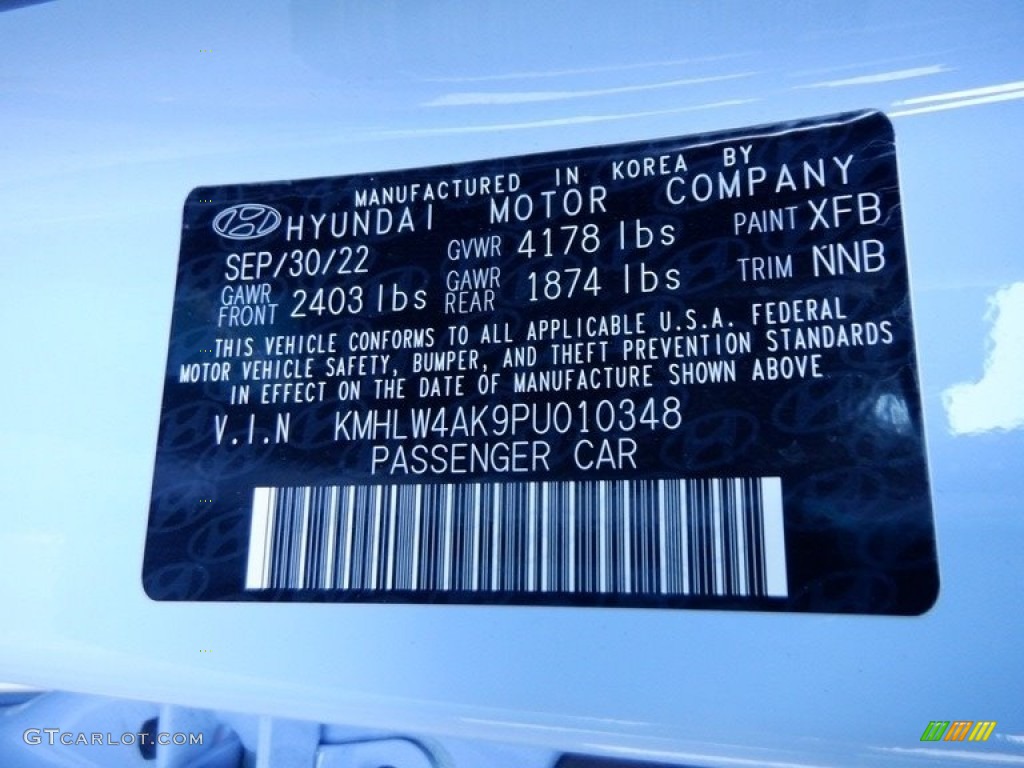 MANUFACTURED IN KOREA BY
HYUNDAI MOTOR COMPANY
SEP/30/22 GVWR 4178 lbs PAINT XFB
GAWR FRONT 2403 lbs GAWR REAR 1874 lbs TRIM NNB
THIS VEHICLE CONFORMS TO ALL APPLICABLE U.S.A. FEDERAL
MOTOR VEHICLE SAFETY, BUMPER, AND THEFT PREVENTION STANDARDS
IN EFFECT ON THE DATE OF MANUFACTURE SHOWN ABOVE
V.I.N KMHLW4AK9PU010348
PASSENGER CAR
GTCARLOT.COM